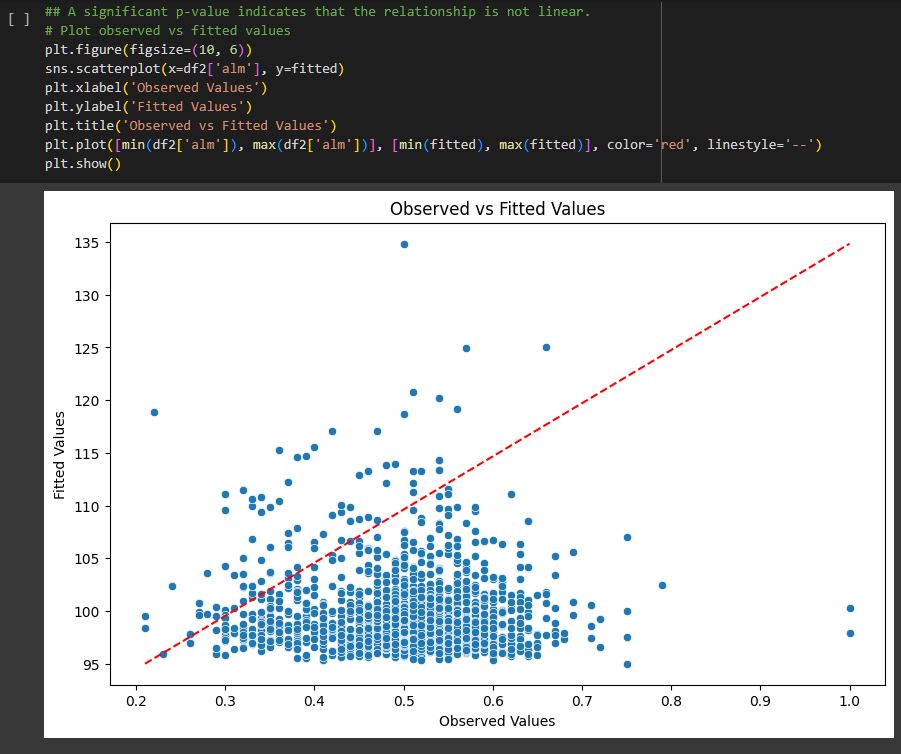 ## A significant p-value indicates that the relationship is not linear.
[ ]
# Plot observed vs fitted values
plt.figure(figsize=(10, 6))
sns.scatterplot(x=df2['alm'], y=fitted)
plt.xlabel('Observed Values')
plt.ylabel('Fitted Values')
plt.title('Observed vs Fitted Values')
plt.plot([min(df2['alm']), max(df2['alm'])], [min(fitted), max(fitted)], color='red', linestyle='--')
plt.show()
Observed vs Fitted Values
135
130
125
120
115
110
105
100
95
Fitted Values
0.2 0.3 0.4 0.5 0.6 0.7 0.8 0.9 1.0
Observed Values